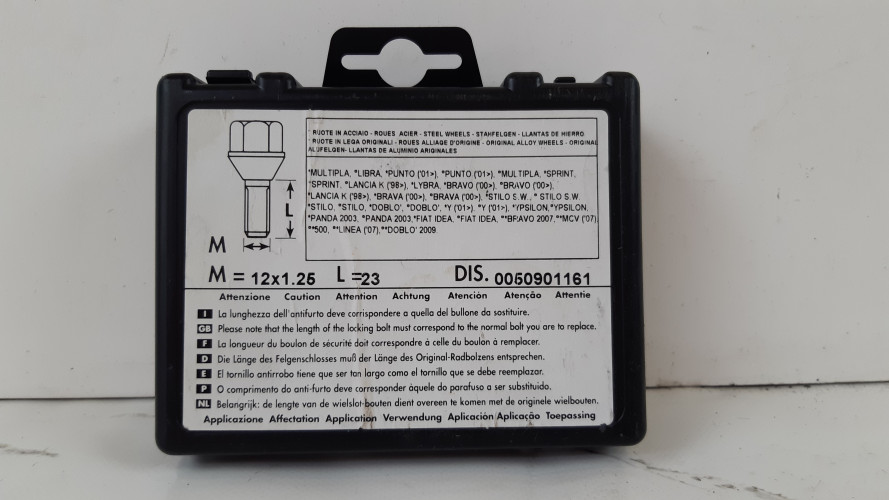 * RUOTE IN ACCIAIO - ROUES ACIER - STEEL WHEELS - STAHFELGEN - LLANTAS DE HIERRO
* RUOTE IN LEGA ORIGINALI - ROUES ALLIAGE D'ORIGINE - ORIGINAL ALLOY WHEELS - ORIGINAL
ALUFELGEN- LLANTAS DE ALUMINIO ARIGINALES
*MULTIPLA, *LIBRA, *PUNTO ('01>), *PUNTO ('01>), *MULTIPLA, *SPRINT,
*SPRINT, *LANCIA K ('98>), *LYBRA, *BRAVO ('00>), *BRAVO ('00>),
*LANCIA K ('98>), *BRAVA ('00>), *BRAVA ('00>), *STILO S.W., * STILO S.W.
*STILO, *STILO, *DOBLO', *DOBLO', *Y ('01>), *Y ('01>), *YPSILON,*YPSILON,
*PANDA 2003, *PANDA 2003,*FIAT IDEA, *FIAT IDEA, **BRAVO 2007,**MCV ('07)
**500, **LINEA ('07),**DOBLO' 2009.
L
M
M = 12x1.25 L =23 DIS. 0050901161
Attenzione Caution Attention Achtung Atención Atenção Attentie
I La lunghezza dell'antifurto deve corrispondere a quella del bullone da sostituire.
GB Please note that the length of the locking bolt must correspond to the normal bolt you are to replace.
F La longueur du boulon de sécurité doit correspondre à celle du boulon à remplacer.
D Die Länge des Felgenschlosses muß der Länge des Original-Radbolzens entsprechen.
E El tornillo antirrobo tiene que ser tan largo como el tornillo que se debe reemplazar.
P O comprimento do anti-furto deve corresponder àquele do parafuso a ser substituido.
NL Belangrijk: de lengte van de wielslot-bouten dient overeen te komen met de originele wielbouten.
Applicazione Affectation Application Verwendung Aplicación Aplicação Toepassing